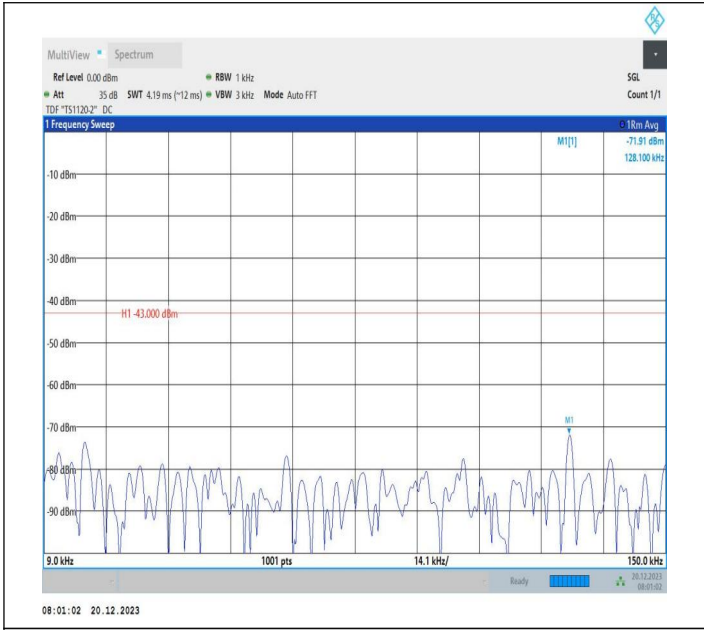 R S
MultiView Spectrum
Ref Level 0.00 dBm RBW 1 kHz SGL
Att 35 dB SWT 4.19 ms (~12 ms) VBW 3 kHz Mode Auto FFT Count 1/1
TDF "TS1120-2" DC
1 Frequency Sweep 1Rm Avg
M1[1] -71.91 dBm
128.100 kHz
-10 dBm
-20 dBm
-30 dBm
-40 dBm
H1 -43.000 dBm
-50 dBm
-60 dBm
-70 dBm
M1
-80 dBm
-90 dBm
9.0 kHz 1001 pts 14.1 kHz/ 150.0 kHz
Ready 20.12.2023
08:01:02
08:01:02 20.12.2023